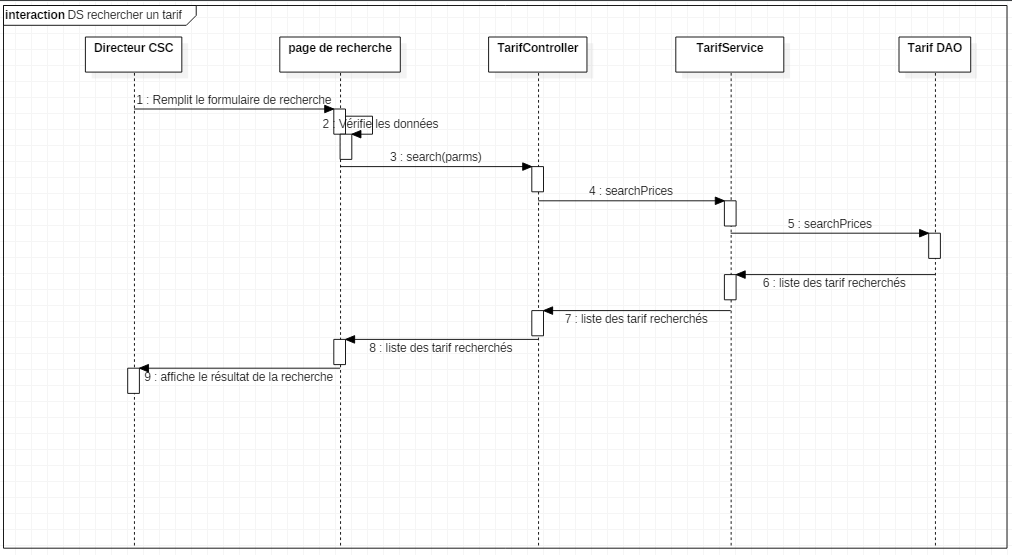 interaction DS rechercher un tarif
Directeur CSC
page de recherche
TarifController
TarifService
Tarif DAO
1 : Remplit le formulaire de recherche
2 : Vérifie les données
3 : search(parms)
4 : searchPrices
5 : searchPrices
6 : liste des tarif recherchés
7 : liste des tarif recherchés
8 : liste des tarif recherchés
9 : affiche le résultat de la recherche